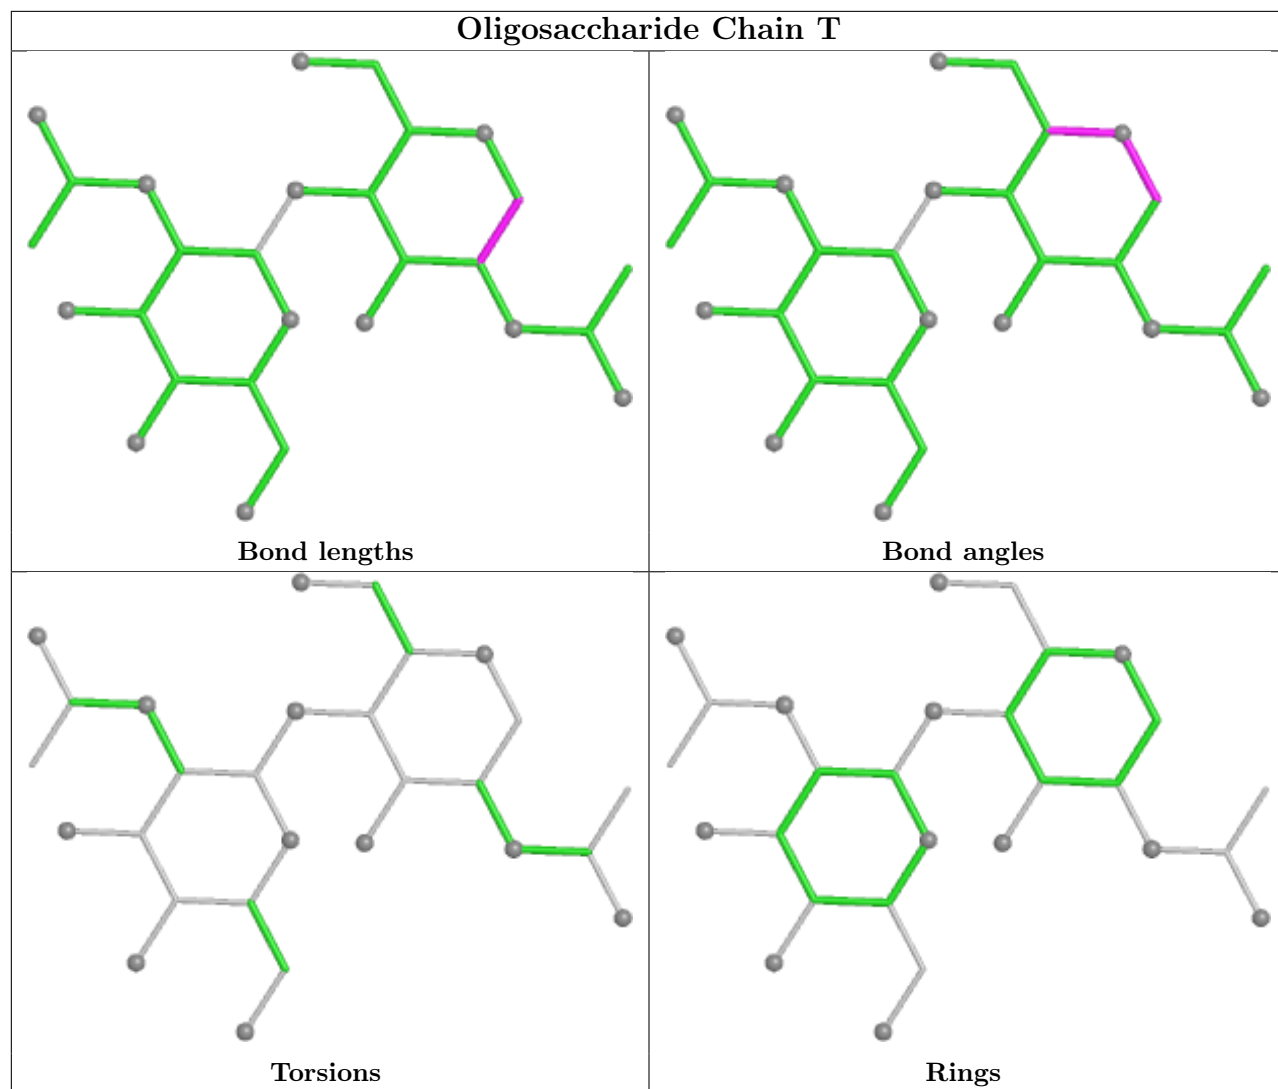 Oligosaccharide Chain T
Bond lengths
Bond angles
Torsions
Rings